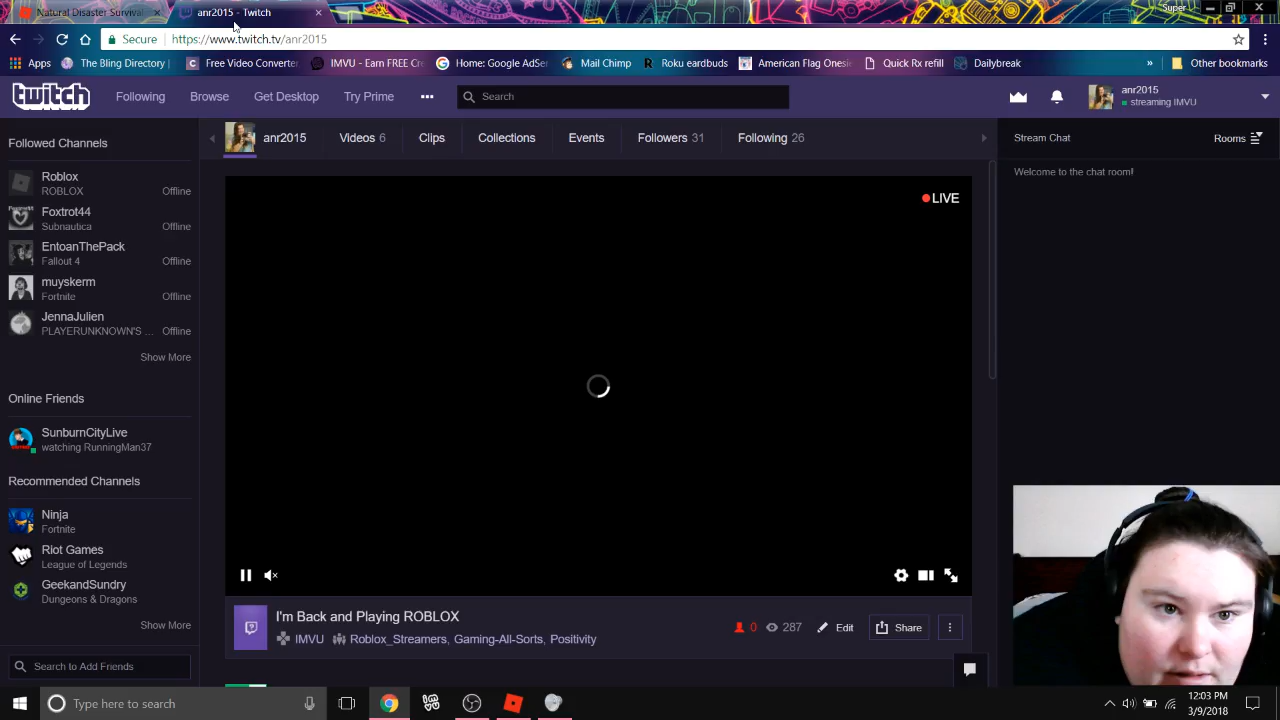 Natural Disaster Survival
anr2015 - Twitch
Super
Secure
https://www.twitch.tv/anr2015
Apps
The Bling Directory |
Free Video Converter
IMVU - Earn FREE Cr
Home: Google AdSe
Mail Chimp
Roku earbuds
American Flag Onesi
Quick Rx refill
Dailybreak
»
Other bookmarks
twitch
Following
Browse
Get Desktop
Try Prime
Search
anr2015
streaming IMVU
Followed Channels
Roblox
ROBLOX
Offline
Foxtrot44
Subnautica
Offline
EntoanThePack
Fallout 4
Offline
muyskerm
Fortnite
Offline
JennaJulien
PLAYERUNKNOWN'S ...
Offline
Show More
Online Friends
SunburnCityLive
watching RunningMan37
Recommended Channels
Ninja
Fortnite
Riot Games
League of Legends
GeekandSundry
Dungeons & Dragons
Show More
Search to Add Friends
anr2015
Videos 6
Clips
Collections
Events
Followers 31
Following 26
LIVE
I'm Back and Playing ROBLOX
IMVU
Roblox_Streamers, Gaming-All-Sorts, Positivity
0
287
Edit
Share
Stream Chat
Rooms
Welcome to the chat room!
Type here to search
12:03 PM
3/9/2018